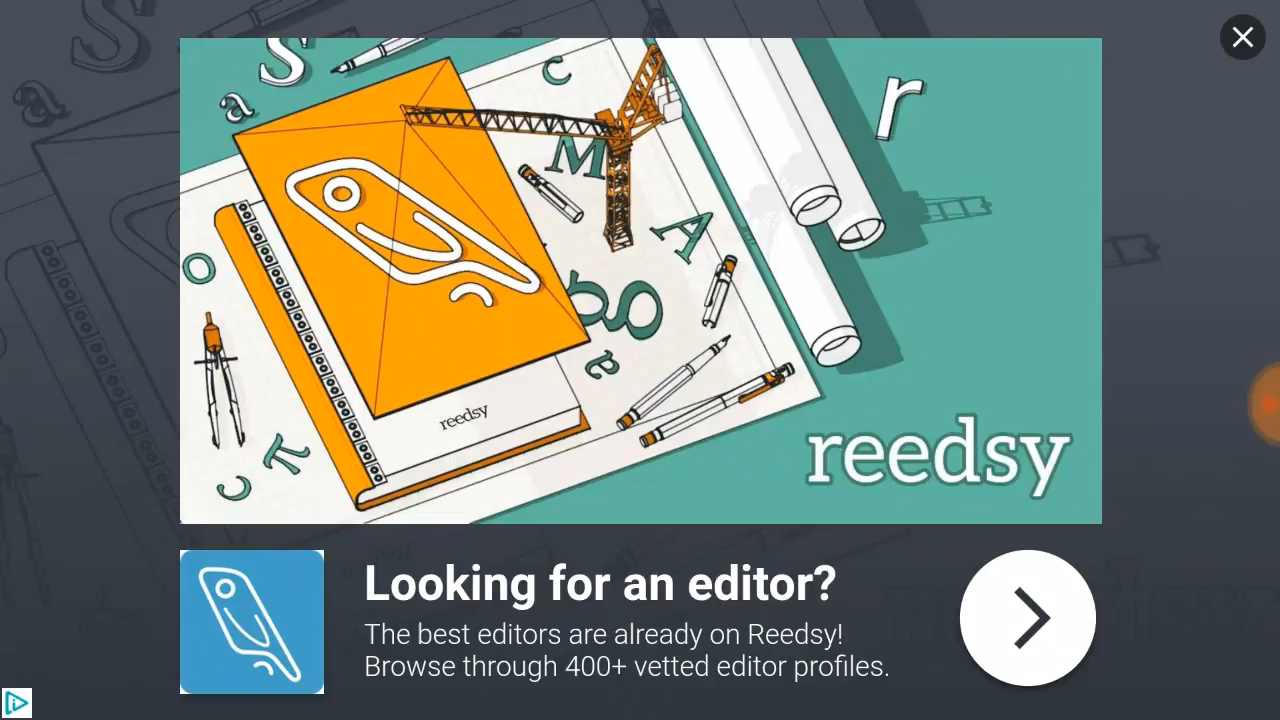 a
S
c
r
M
A
o
g
g
a
reedsy
π
c
reedsy
Looking for an editor?
The best editors are already on Reedsy!
Browse through 400+ vetted editor profiles.